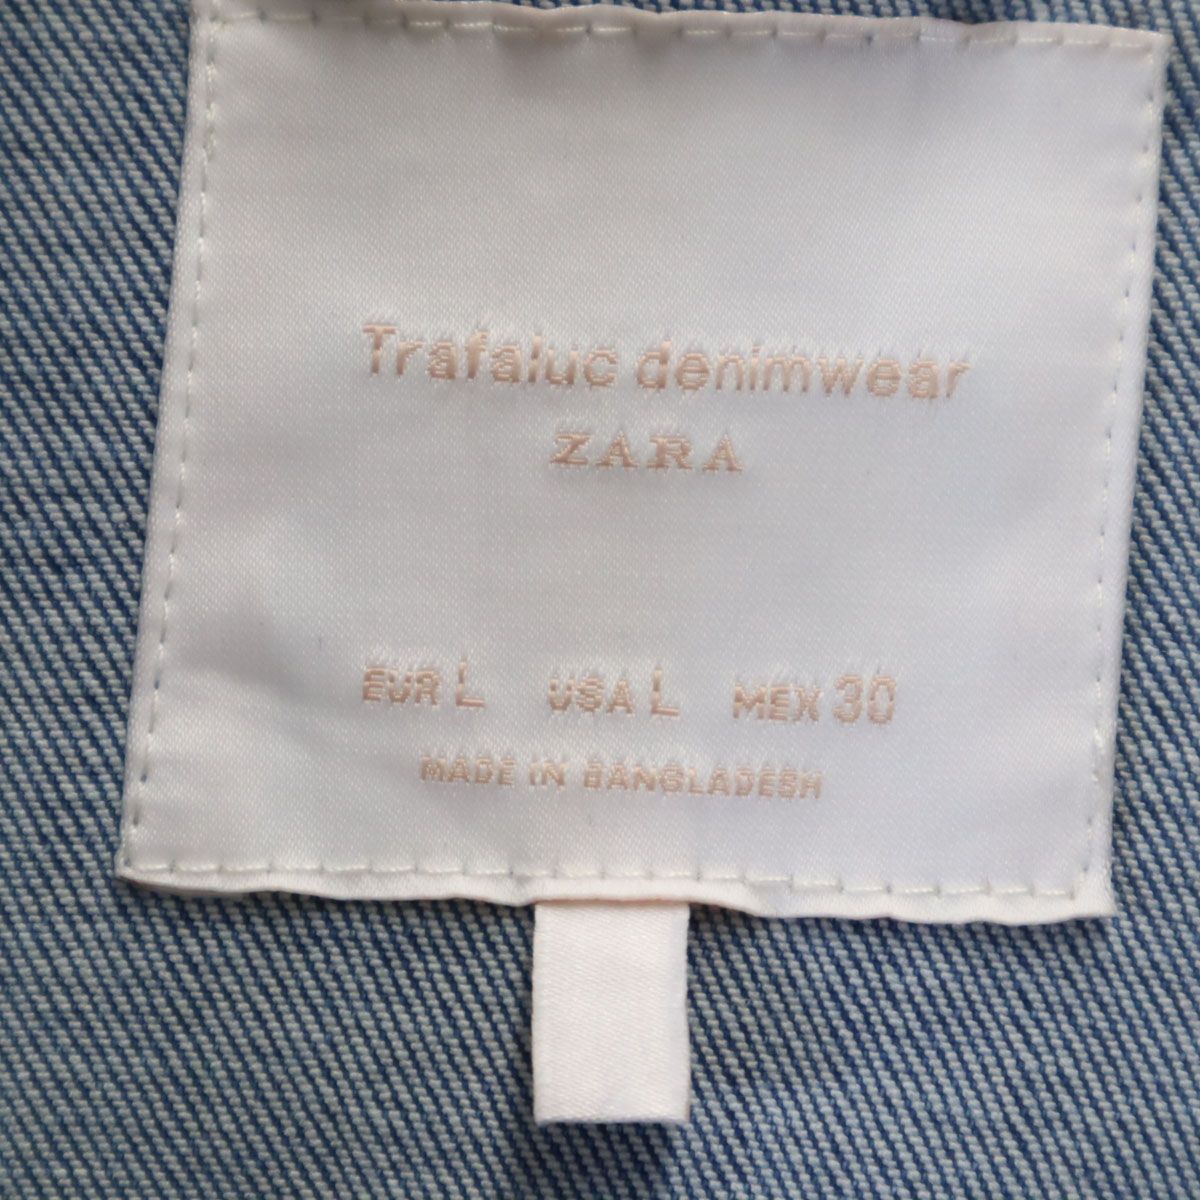 Trafaluc denimwear
ZARA
EUR L USA L MEX 30
MADE IN BANGLADESH